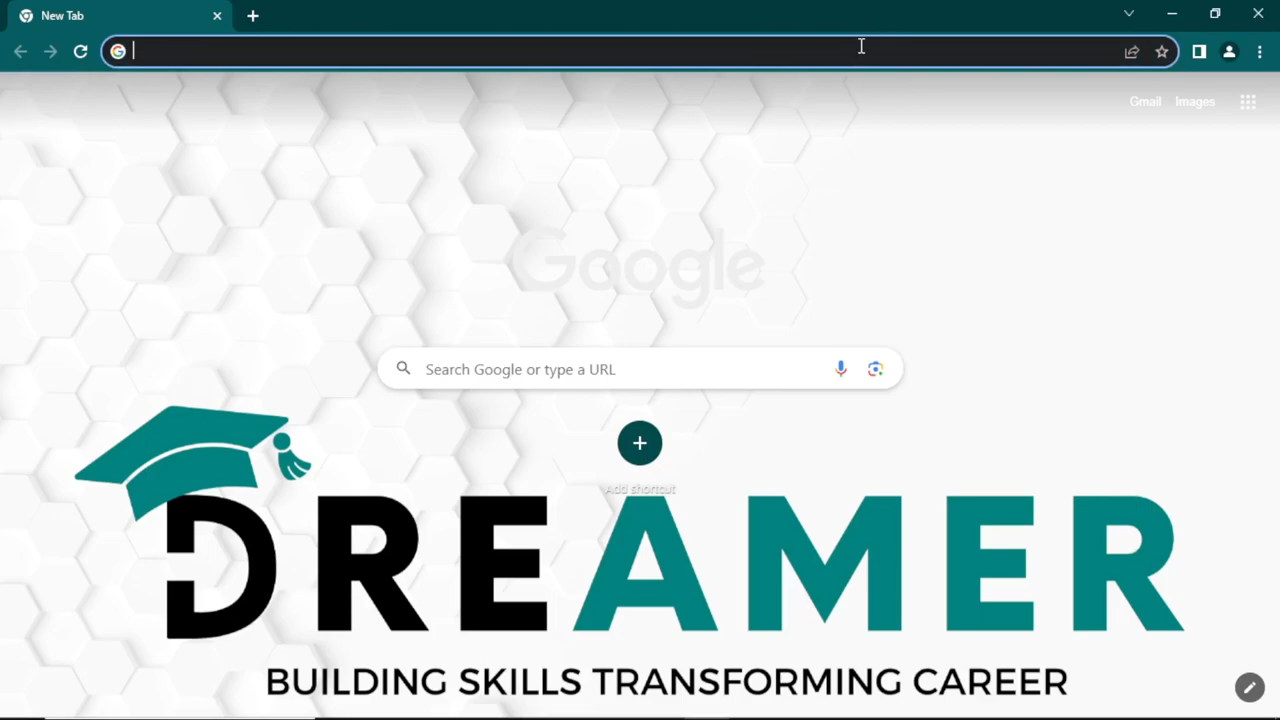 New Tab
Gmail Images
Google
Search Google or type a URL
Add shortcut
DREAMER
BUILDING SKILLS TRANSFORMING CAREER